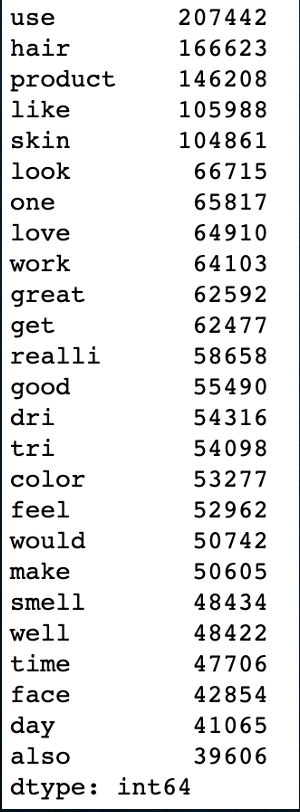 use 207442
hair 166623
product 146208
like 105988
skin 104861
look 66715
one 65817
love 64910
work 64103
great 62592
get 62477
realli 58658
good 55490
dri 54316
tri 54098
color 53277
feel 52962
would 50742
make 50605
smell 48434
well 48422
time 47706
face 42854
day 41065
also 39606
dtype: int64